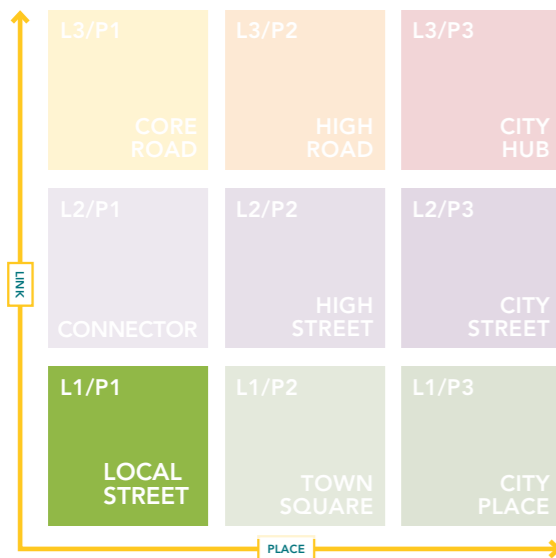 L3/P1
CORE
ROAD
L3/P2
HIGH
ROAD
L3/P3
CITY
HUB
L2/P1
CONNECTOR
L2/P2
HIGH
STREET
L2/P3
CITY
STREET
L1/P1
LOCAL
STREET
L1/P2
TOWN
SQUARE
L1/P3
CITY
PLACE
LINK
PLACE